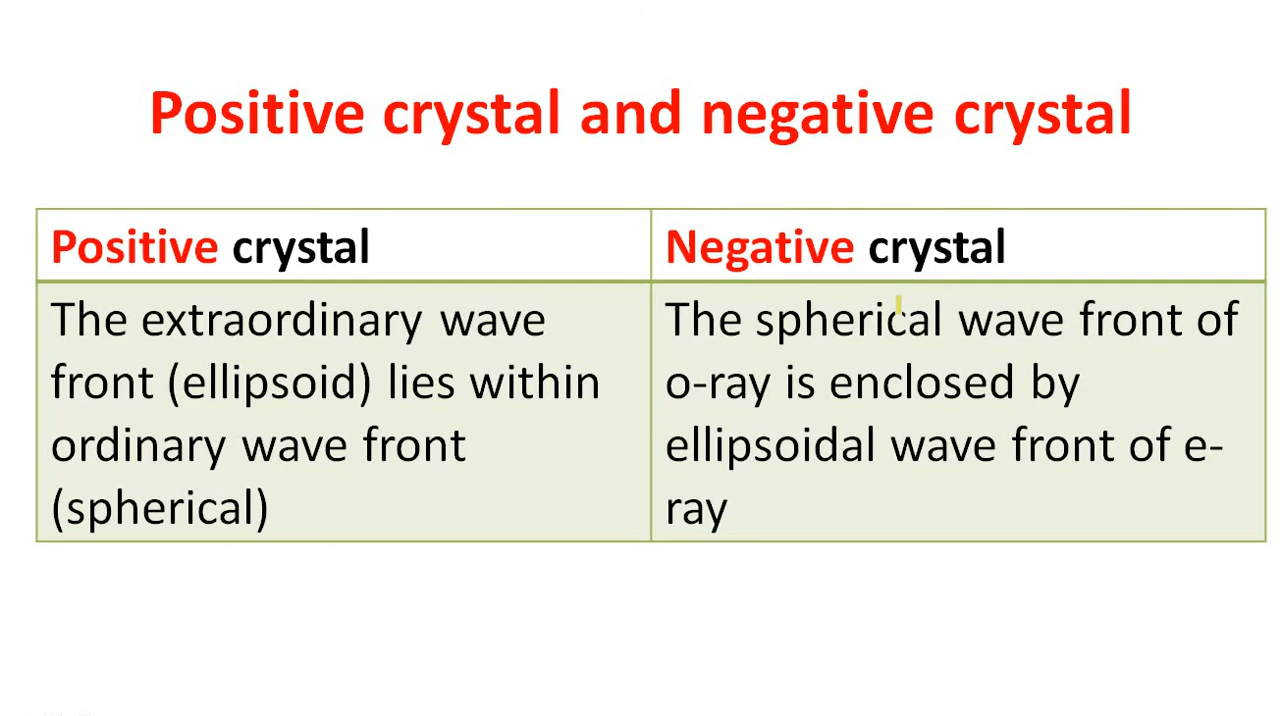 Positive crystal and negative crystal
Positive crystal
Negative crystal
The extraordinary wave
front (ellipsoid) lies within
ordinary wave front
(spherical)
The spherical wave front of
o-ray is enclosed by
ellipsoidal wave front of e-
ray